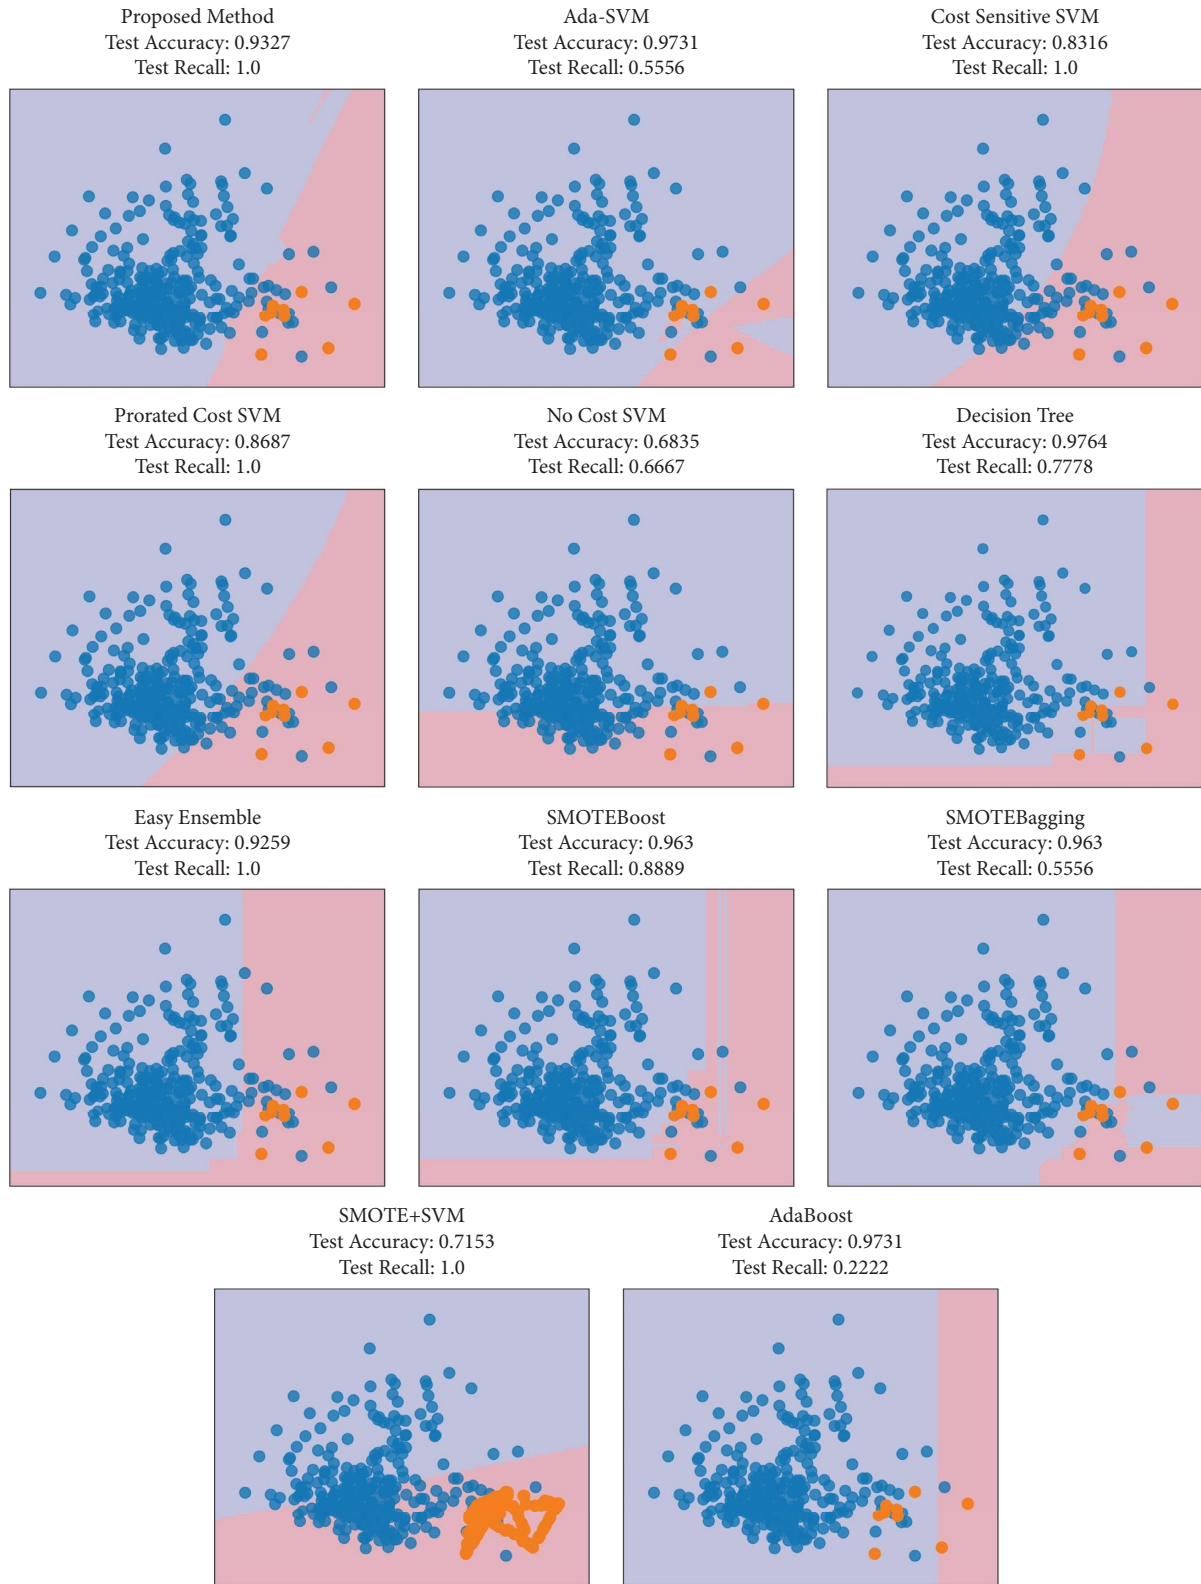 Proposed Method
Test Accuracy: 0.9327
Test Recall: 1.0
Ada-SVM
Test Accuracy: 0.9731
Test Recall: 0.5556
Cost Sensitive SVM
Test Accuracy: 0.8316
Test Recall: 1.0
Prorated Cost SVM
Test Accuracy: 0.8687
Test Recall: 1.0
No Cost SVM
Test Accuracy: 0.6835
Test Recall: 0.6667
Decision Tree
Test Accuracy: 0.9764
Test Recall: 0.7778
Easy Ensemble
Test Accuracy: 0.9259
Test Recall: 1.0
SMOTEBoost
Test Accuracy: 0.963
Test Recall: 0.8889
SMOTEBagging
Test Accuracy: 0.963
Test Recall: 0.5556
SMOTE+SVM
Test Accuracy: 0.7153
Test Recall: 1.0
AdaBoost
Test Accuracy: 0.9731
Test Recall: 0.2222